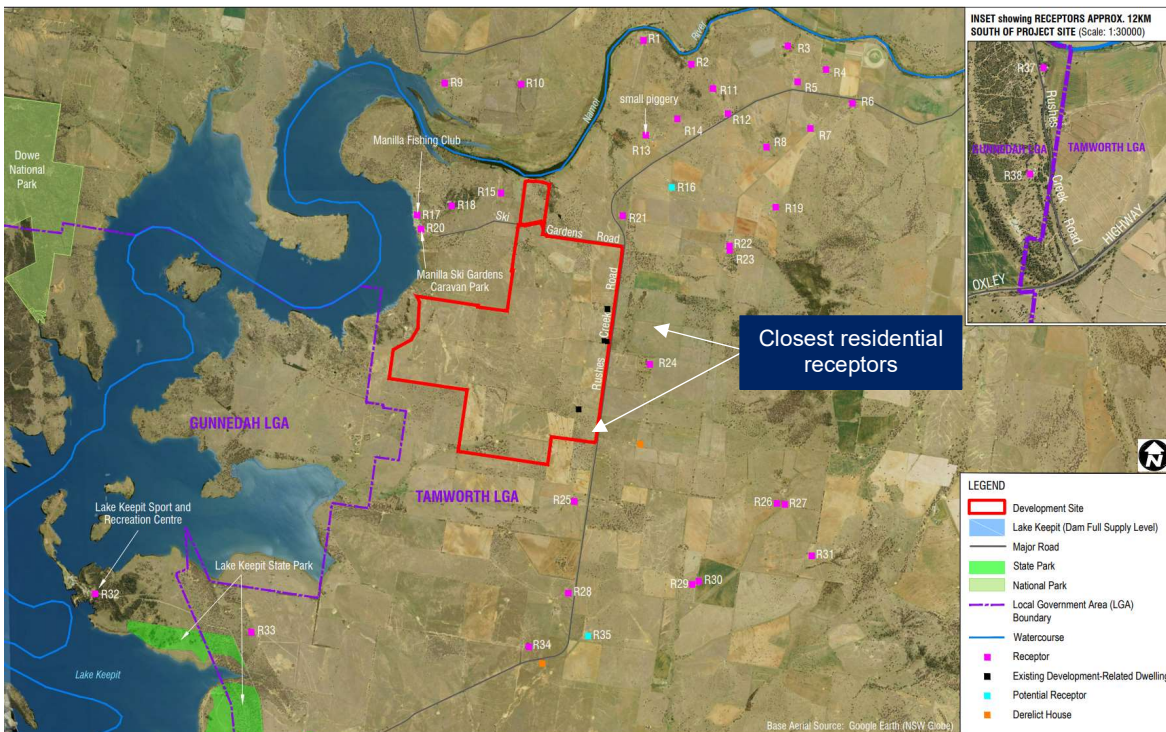 INSET showing RECEPTORS APPROX. 12KM
SOUTH OF PROJECT SITE (Scale: 1:30000)
R37
Rushes
GUNNEDAH LGA
TAMWORTH LGA
R38
Creek
Road
OXLEY
HIGHWAY
R1
River
R2
R3
R4
R5
R6
R9
R10
R11
small piggery
R12
R14
Namoi
R7
R13
R8
Manilla Fishing Club
Dowe
National
Park
R15
R16
R18
R17
Ski
R21
R19
R20
Gardens
Road
R22
R23
Manilla Ski Gardens
Caravan Park
Road
Creek
Rushes
Closest residential
receptors
R24
GUNNEDAH LGA
N
TAMWORTH LGA
R25
R26
R27
Lake Keepit Sport and
Recreation Centre
R31
Lake Keepit State Park
R29
R30
R32
R28
R33
R35
R34
Lake Keepit
LEGEND
Development Site
Lake Keepit (Dam Full Supply Level)
Major Road
State Park
National Park
Local Government Area (LGA)
Boundary
Watercourse
Receptor
Existing Development-Related Dwelling
Potential Receptor
Derelict House
Base Aerial Source: Google Earth (NSW Globe)